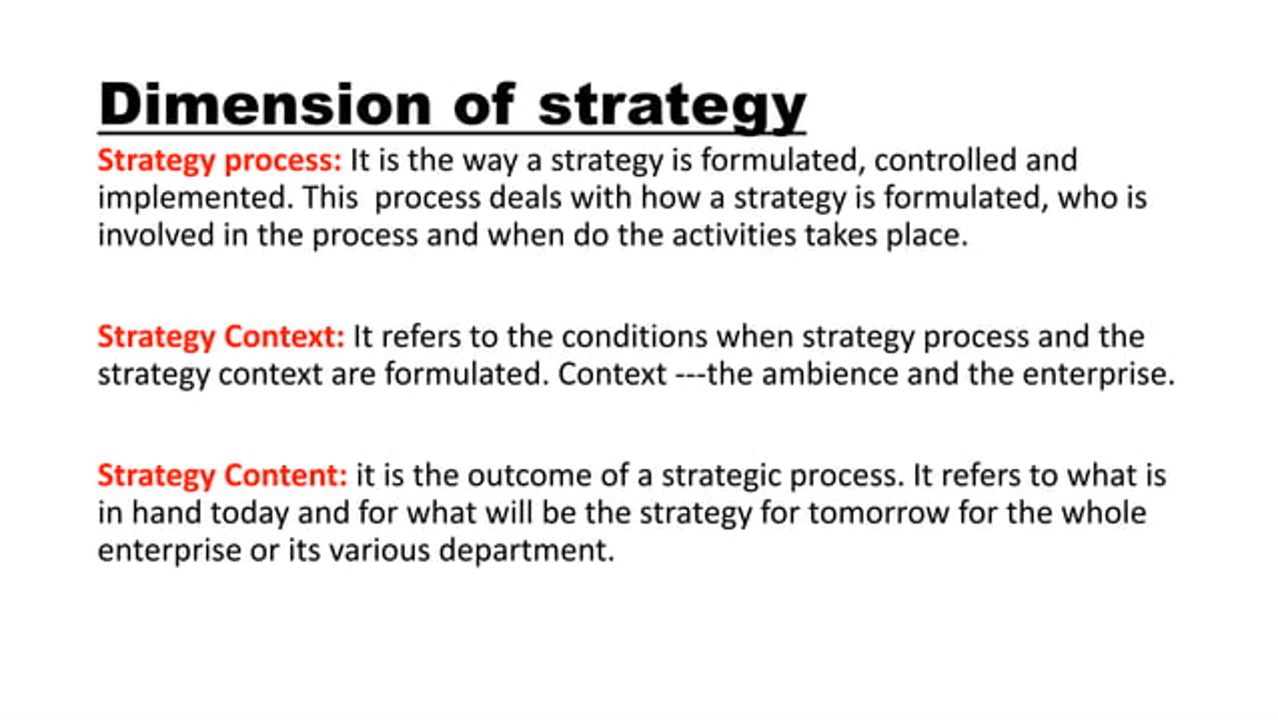 Dimension of strategy
Strategy process: It is the way a strategy is formulated, controlled and
implemented. This  process deals with how a strategy is formulated, who is
involved in the process and when do the activities takes place.
Strategy Context: It refers to the conditions when strategy process and the
strategy context are formulated. Context ---the ambience and the enterprise.
Strategy Content: it is the outcome of a strategic process. It refers to what is
in hand today and for what will be the strategy for tomorrow for the whole
enterprise or its various department.